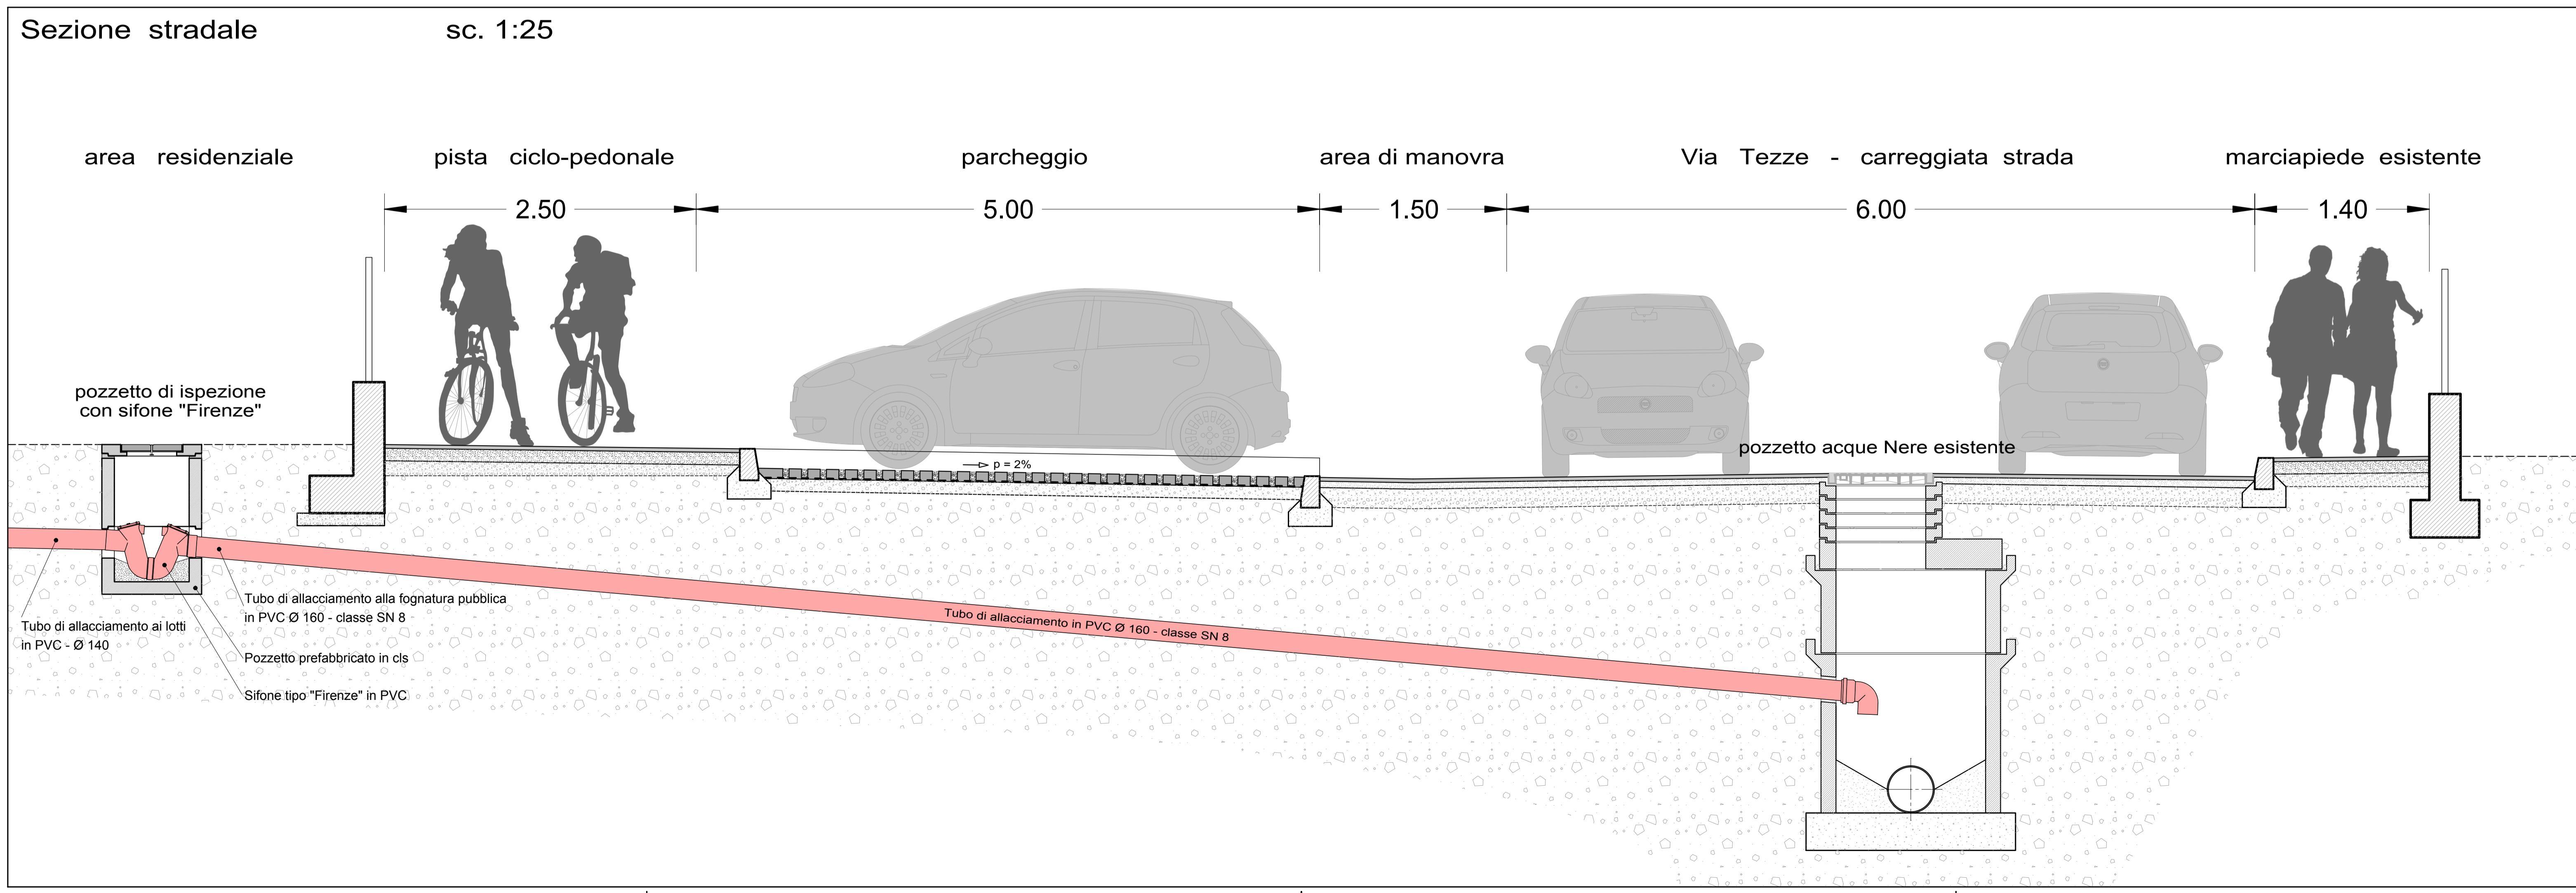 Sezione stradale sc. 1:25
area residenziale pista ciclo-pedonale parcheggio area di manovra Via Tezze - carreggiata strada marciapiede esistente
2.50 5.00 1.50 6.00 1.40
pozzetto di ispezione
con sifone "Firenze"
pozzetto acque Nere esistente
p = 2%
Tubo di allacciamento alla fognatura pubblica
in PVC Ø 160 - classe SN 8
Tubo di allacciamento ai lotti
in PVC - Ø 140
Tubo di allacciamento in PVC Ø 160 - classe SN 8
Pozzetto prefabbricato in cls
Sifone tipo "Firenze" in PVC